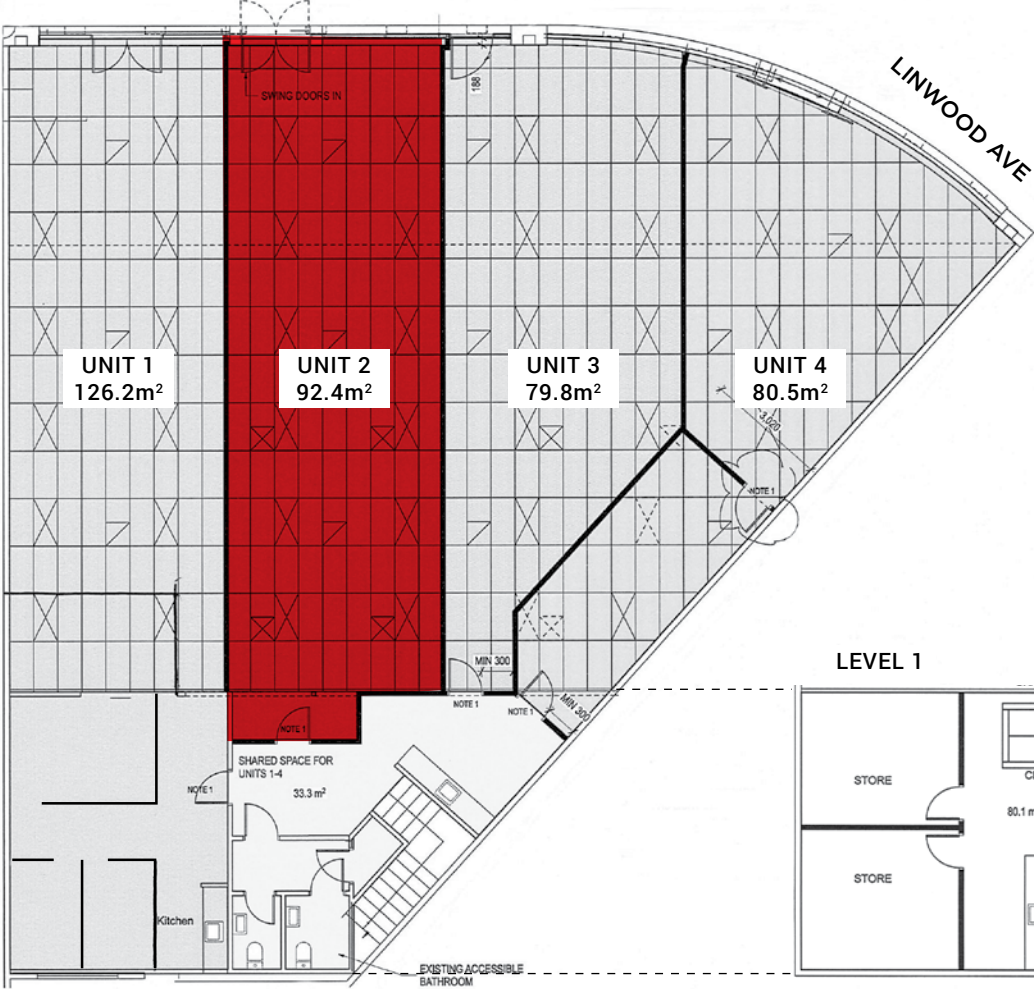 SWING DOORS IN
188
LINWOOD AVE
UNIT 1
126.2m²
UNIT 2
92.4m²
UNIT 3
79.8m²
UNIT 4
80.5m²
3,020
NOTE 1
MIN 300
NOTE 1
NOTE 1
MIN 300
NOTE 1
NOTE 1
SHARED SPACE FOR
UNITS 1-4
33.3 m²
Kitchen
EXISTING ACCESSIBLE
BATHROOM
LEVEL 1
STORE
80.1 m
STORE